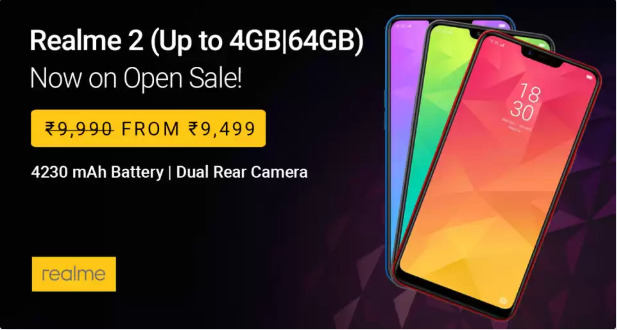 Realme 2 (Up to 4GB|64GB)
Now on Open Sale!
₹9,990 FROM ₹9,499
4230 mAh Battery | Dual Rear Camera
realme
18
30